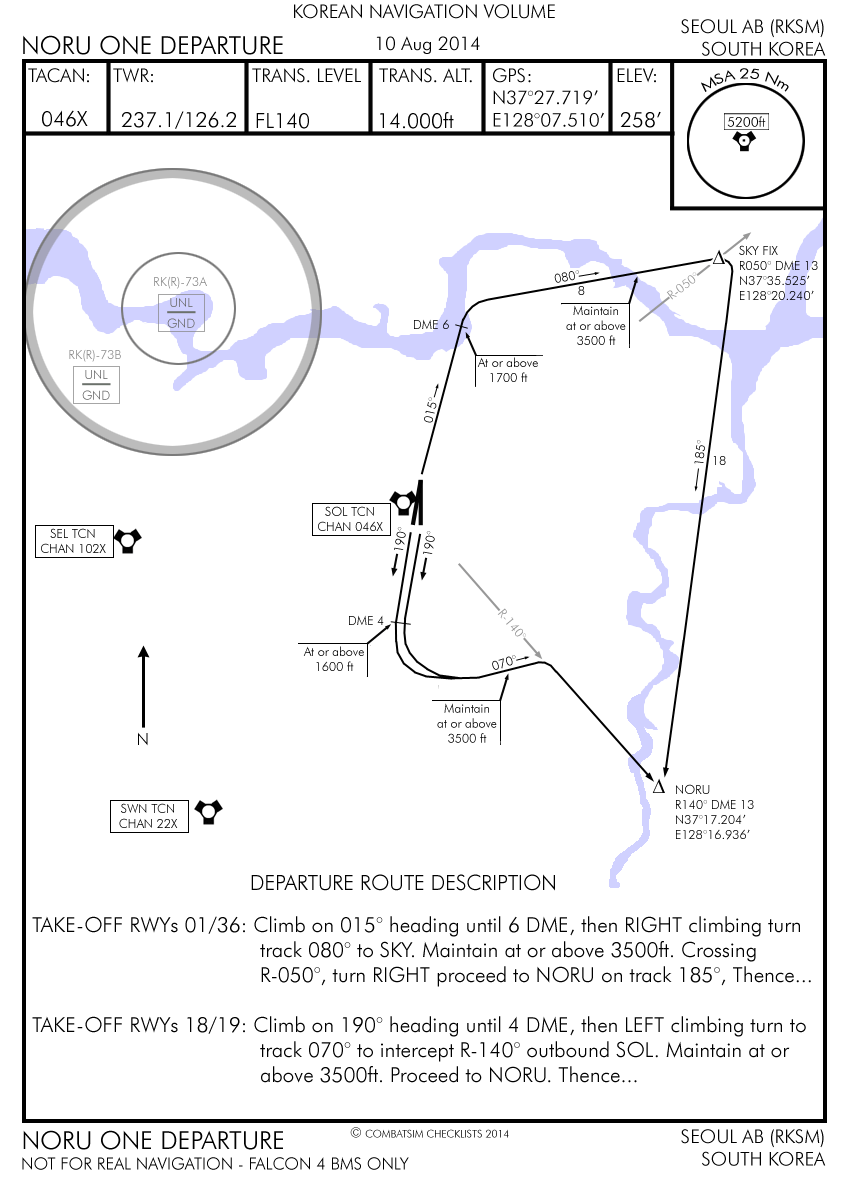 KOREAN NAVIGATION VOLUME
NORU ONE DEPARTURE
10 Aug 2014
SEOUL AB (RKSM)
SOUTH KOREA
TACAN:
046X
TWR:
237.1/126.2
TRANS. LEVEL
FL140
TRANS. ALT.
14.000ft
GPS:
N37°27.719'
E128°07.510'
ELEV:
258'
MSA 25 Nm
5200ft
RK(R)-73A
UNL
GND
RK(R)-73B
UNL
GND
SKY FIX
R050° DME 13
N37°35.525'
E128°20.240'
R-050°
080°
8
Maintain
at or above
3500 ft
DME 6
At or above
1700 ft
015°
185°
18
SOL TCN
CHAN 046X
SEL TCN
CHAN 102X
190°
190°
R-140°
DME 4
At or above
1600 ft
070°
Maintain
at or above
3500 ft
N
NORU
R140° DME 13
N37°17.204'
E128°16.936'
SWN TCN
CHAN 22X
DEPARTURE ROUTE DESCRIPTION
TAKE-OFF RWYs 01/36: Climb on 015° heading until 6 DME, then RIGHT climbing turn
track 080° to SKY. Maintain at or above 3500ft. Crossing
R-050°, turn RIGHT proceed to NORU on track 185°, Thence...
TAKE-OFF RWYs 18/19: Climb on 190° heading until 4 DME, then LEFT climbing turn to
track 070° to intercept R-140° outbound SOL. Maintain at or
above 3500ft. Proceed to NORU. Thence...
NORU ONE DEPARTURE
NOT FOR REAL NAVIGATION - FALCON 4 BMS ONLY
© COMBATSIM CHECKLISTS 2014
SEOUL AB (RKSM)
SOUTH KOREA